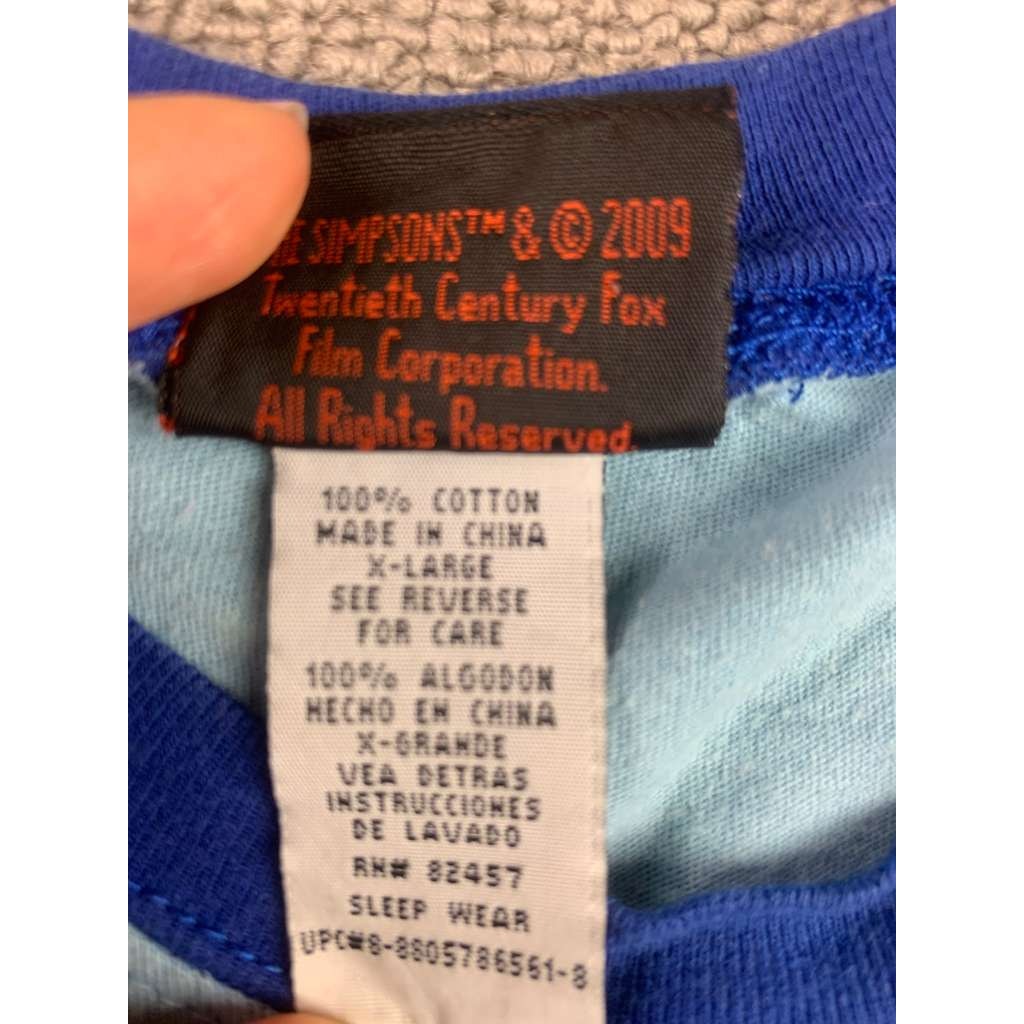 HE SIMPSONS™ & © 2009
Twentieth Century Fox
Film Corporation.
All Rights Reserved.
100% COTTON
MADE IN CHINA
X-LARGE
SEE REVERSE
FOR CARE
100% ALGODON
HECHO EN CHINA
X-GRANDE
VEA DETRAS
INSTRUCCIONES
DE LAVADO
RN# 82457
SLEEP WEAR
UPC#8-8805786561-8